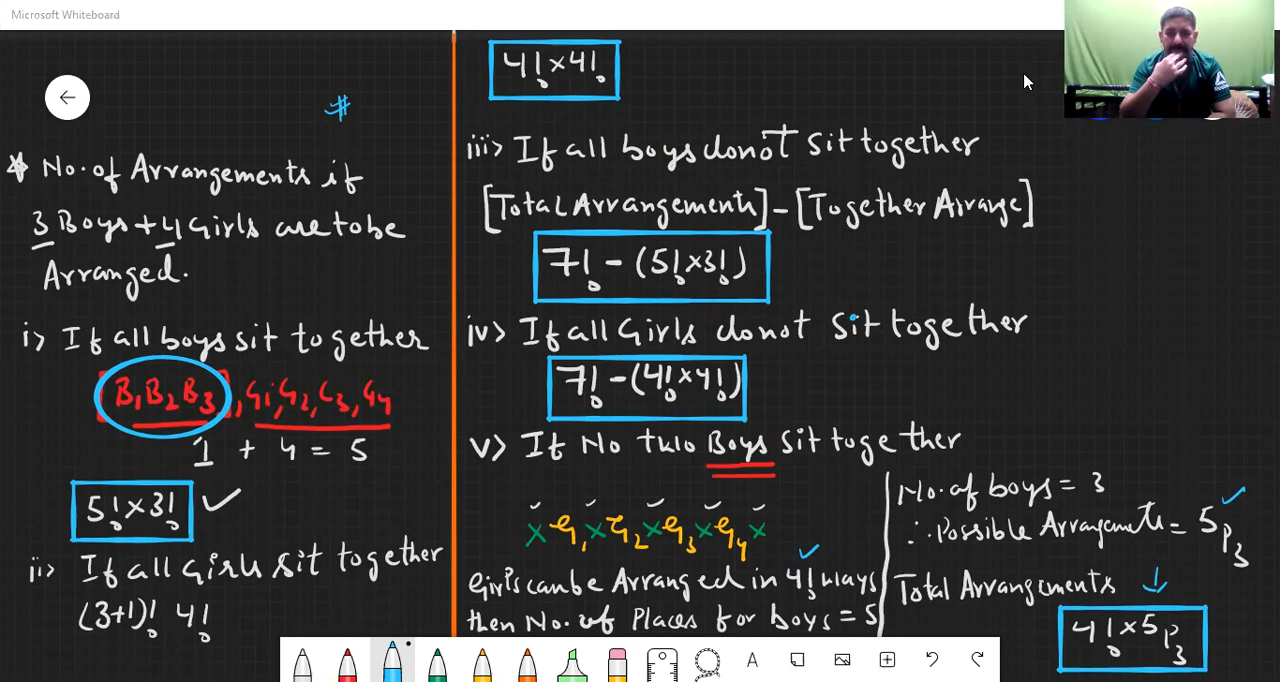 Microsoft Whiteboard
* No. of Arrangements if
3 Boys + 4 Girls are to be
Arranged.
i> If all boys sit together
[B₁B₂B₃], G₁, G₂, G₃, G₄
1 + 4 = 5
5! × 3! ✓
ii> If all Girls sit together
(3+1)! 4!
4! × 4!
iii> If all boys donot Sit together
[Total Arrangements] - [Together Arrange]
7! - (5! × 3!)
iv> If all Girls do not Sit together
7! - (4! × 4!)
v> If No two Boys Sit together
× G₁ × G₂ × G₃ × G₄ ×
Girls can be Arranged in 4! ways
then No. of Places for boys = 5
No. of boys = 3
∴ Possible Arrangements = 5P₃
Total Arrangements ↓
4! × 5P₃
A